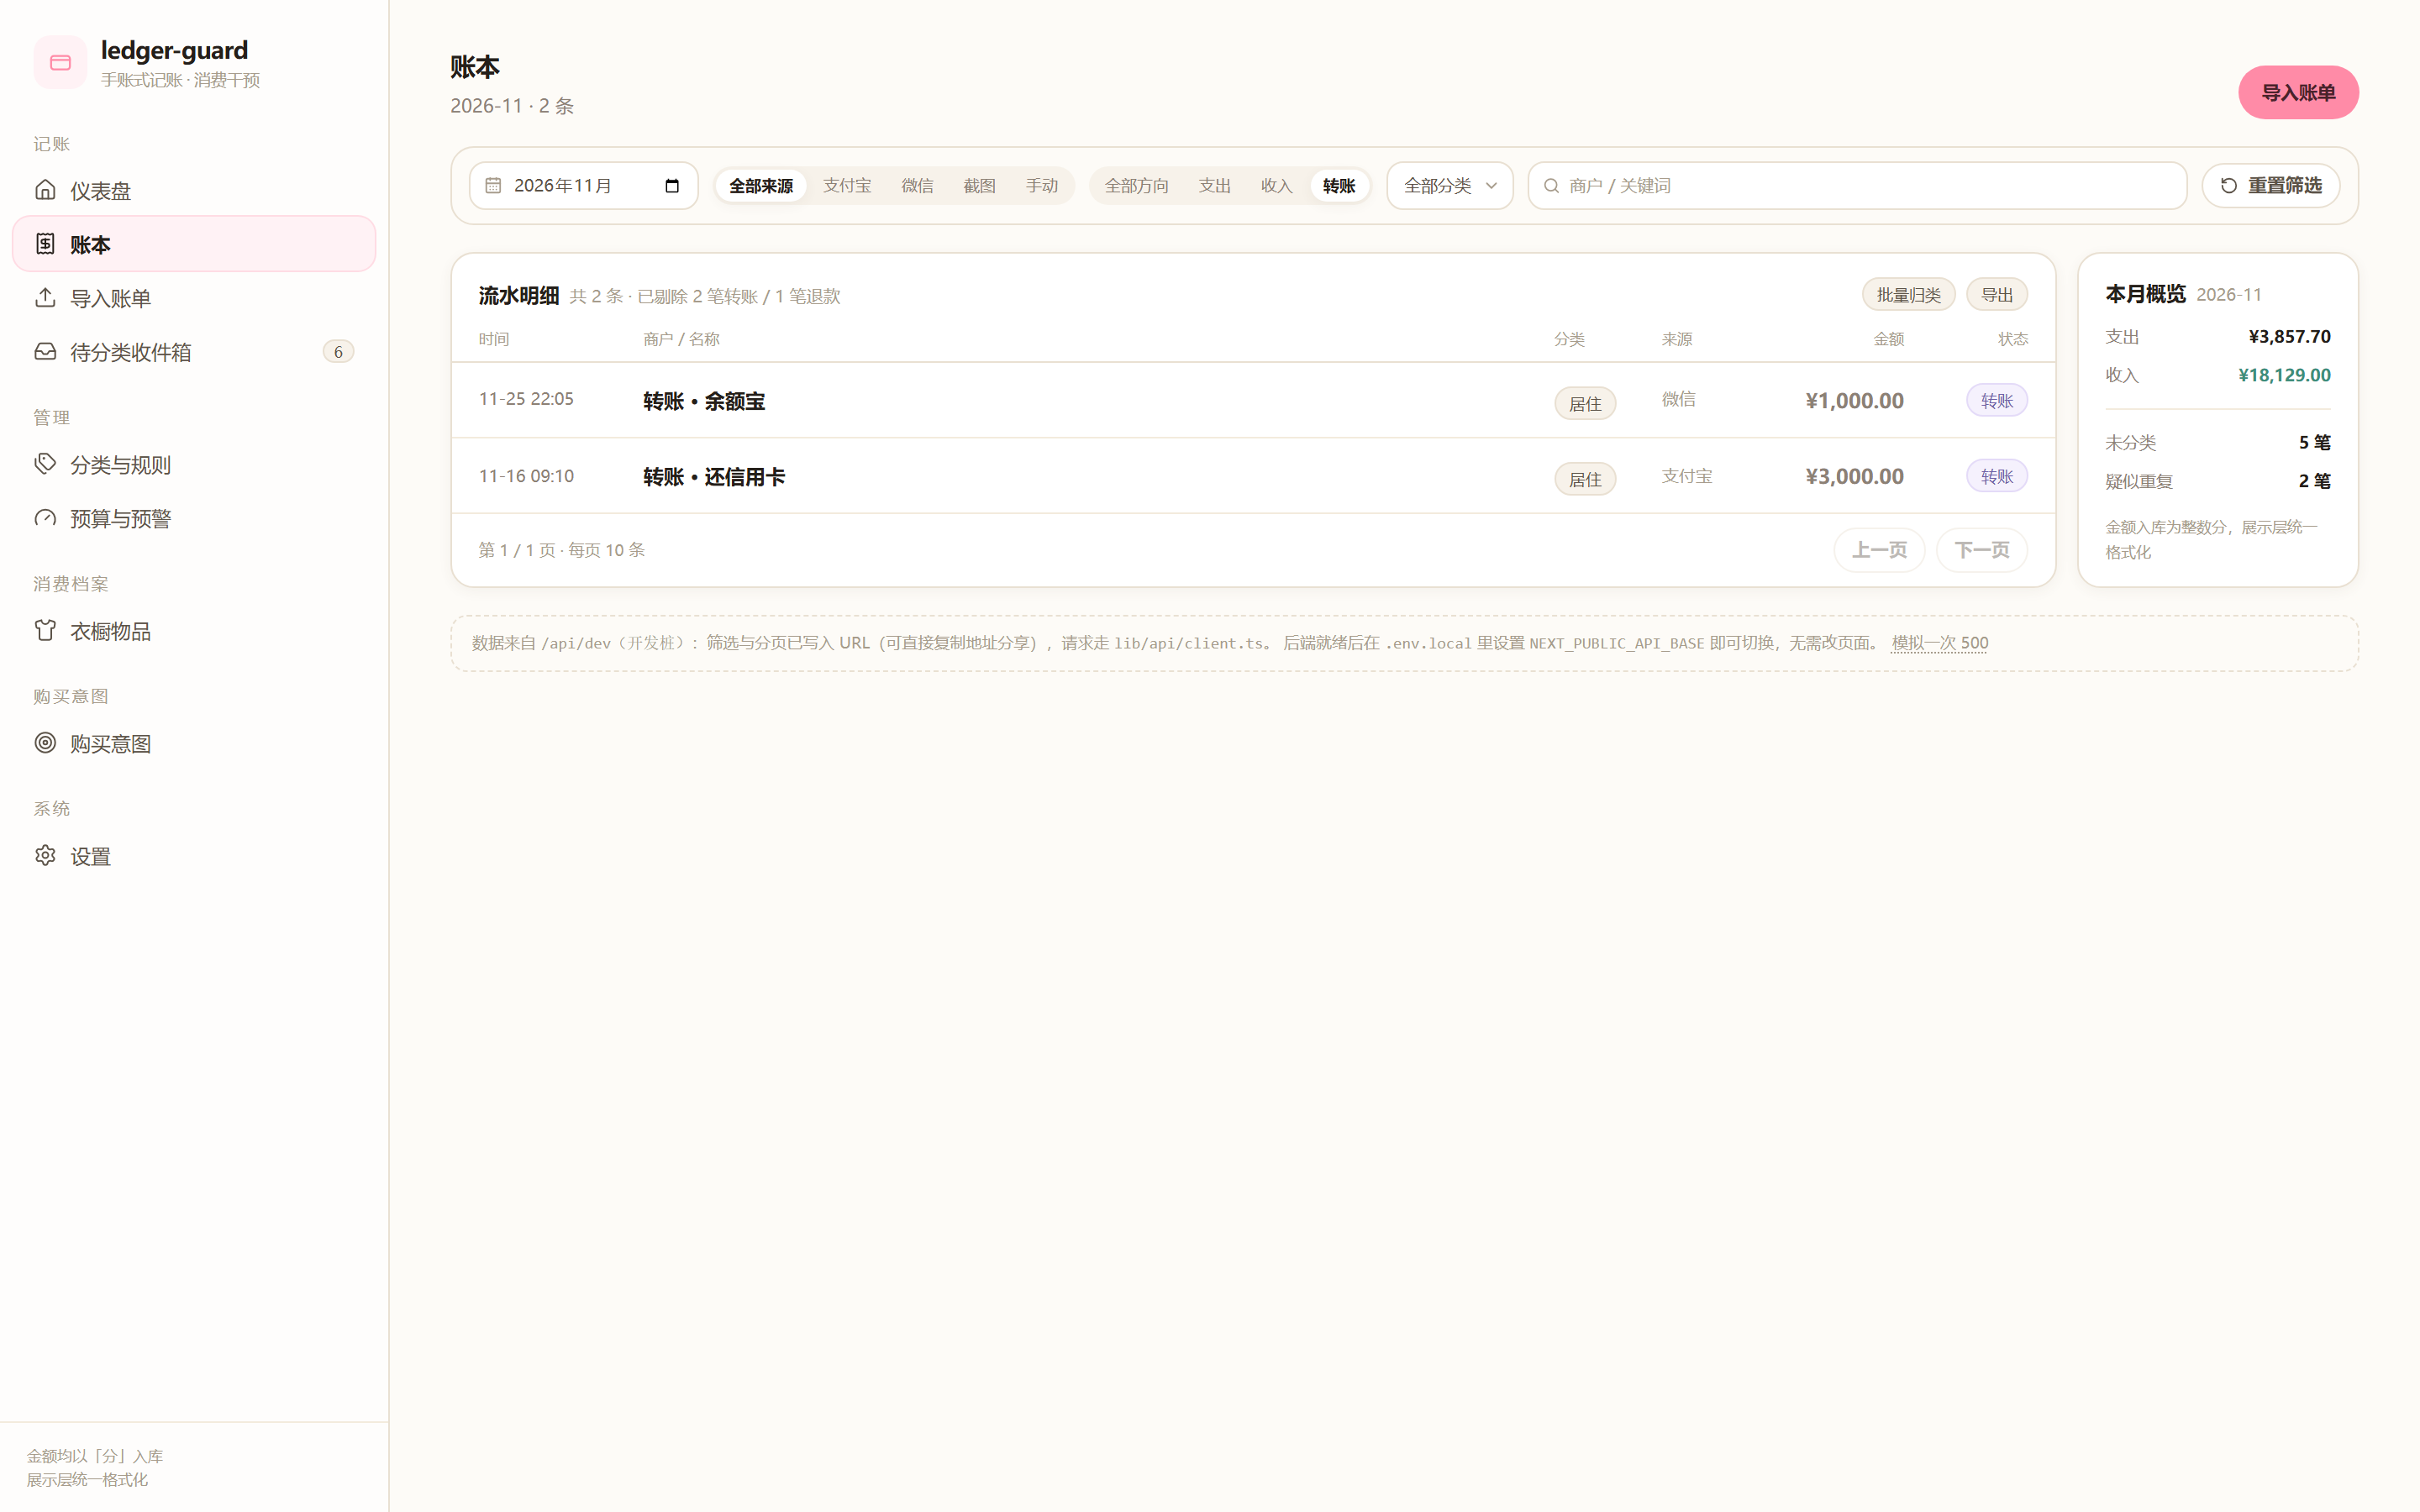 ledger-guard
手账式记账 · 消费干预
记账
仪表盘
账本
导入账单
待分类收件箱 6
管理
分类与规则
预算与预警
消费档案
衣橱物品
购买意图
购买意图
系统
设置
金额均以「分」入库
展示层统一格式化
账本
2026-11 · 2 条
导入账单
2026年11月 全部来源 支付宝 微信 截图 手动 全部方向 支出 收入 转账 全部分类 商户 / 关键词 重置筛选
流水明细 共 2 条 · 已剔除 2 笔转账 / 1 笔退款 批量归类 导出
时间 商户 / 名称 分类 来源 金额 状态
11-25 22:05 转账 • 余额宝 居住 微信 ¥1,000.00 转账
11-16 09:10 转账 • 还信用卡 居住 支付宝 ¥3,000.00 转账
第 1 / 1 页 · 每页 10 条 上一页 下一页
本月概览 2026-11
支出 ¥3,857.70
收入 ¥18,129.00
未分类 5 笔
疑似重复 2 笔
金额入库为整数分，展示层统一
格式化
数据来自 /api/dev（开发桩）：筛选与分页已写入 URL（可直接复制地址分享），请求走 lib/api/client.ts。 后端就绪后在 .env.local 里设置 NEXT_PUBLIC_API_BASE 即可切换，无需改页面。 模拟一次 500